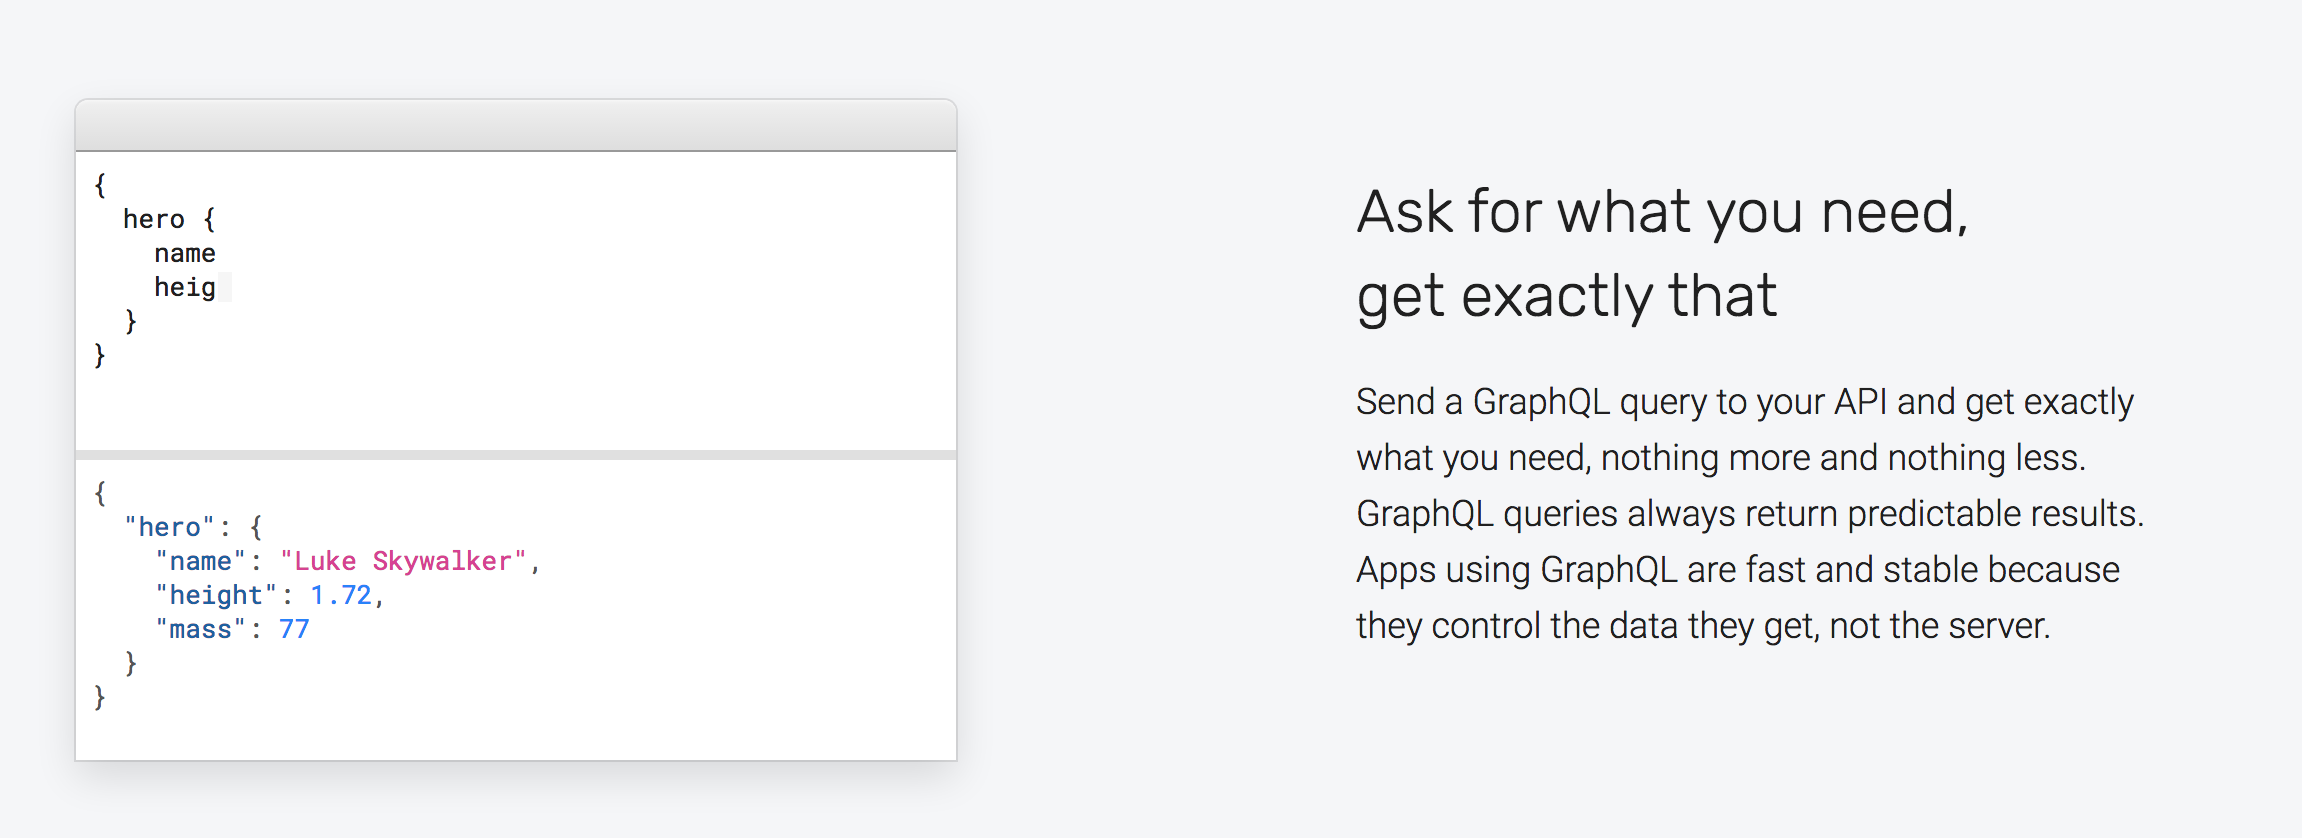 {
  hero {
    name
    heig
  }
}
{
  "hero": {
    "name": "Luke Skywalker",
    "height": 1.72,
    "mass": 77
  }
}
Ask for what you need,
get exactly that
Send a GraphQL query to your API and get exactly
what you need, nothing more and nothing less.
GraphQL queries always return predictable results.
Apps using GraphQL are fast and stable because
they control the data they get, not the server.